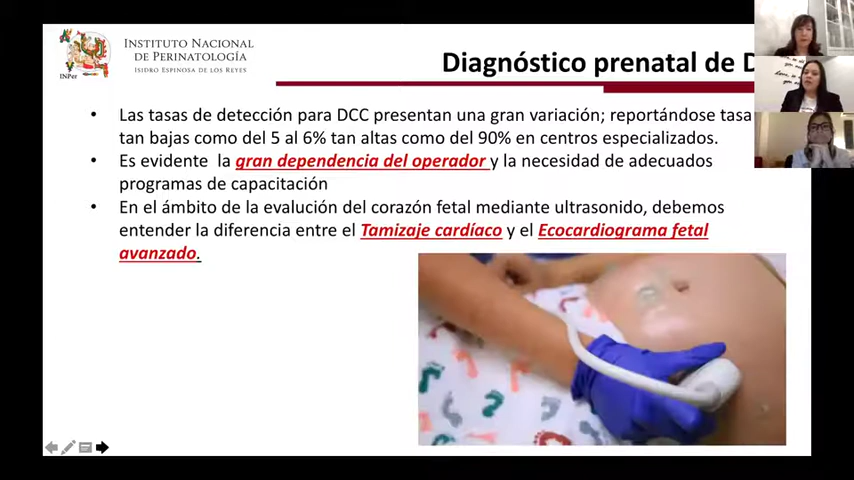 INSTITUTO NACIONAL
DE PERINATOLOGÍA
ISIDRO ESPINOSA DE LOS REYES
INPer
Diagnóstico prenatal de D
• Las tasas de detección para DCC presentan una gran variación; reportándose tasa
tan bajas como del 5 al 6% tan altas como del 90% en centros especializados.
• Es evidente la gran dependencia del operador y la necesidad de adecuados
programas de capacitación
• En el ámbito de la evalución del corazón fetal mediante ultrasonido, debemos
entender la diferencia entre el Tamizaje cardíaco y el Ecocardiograma fetal
avanzado.